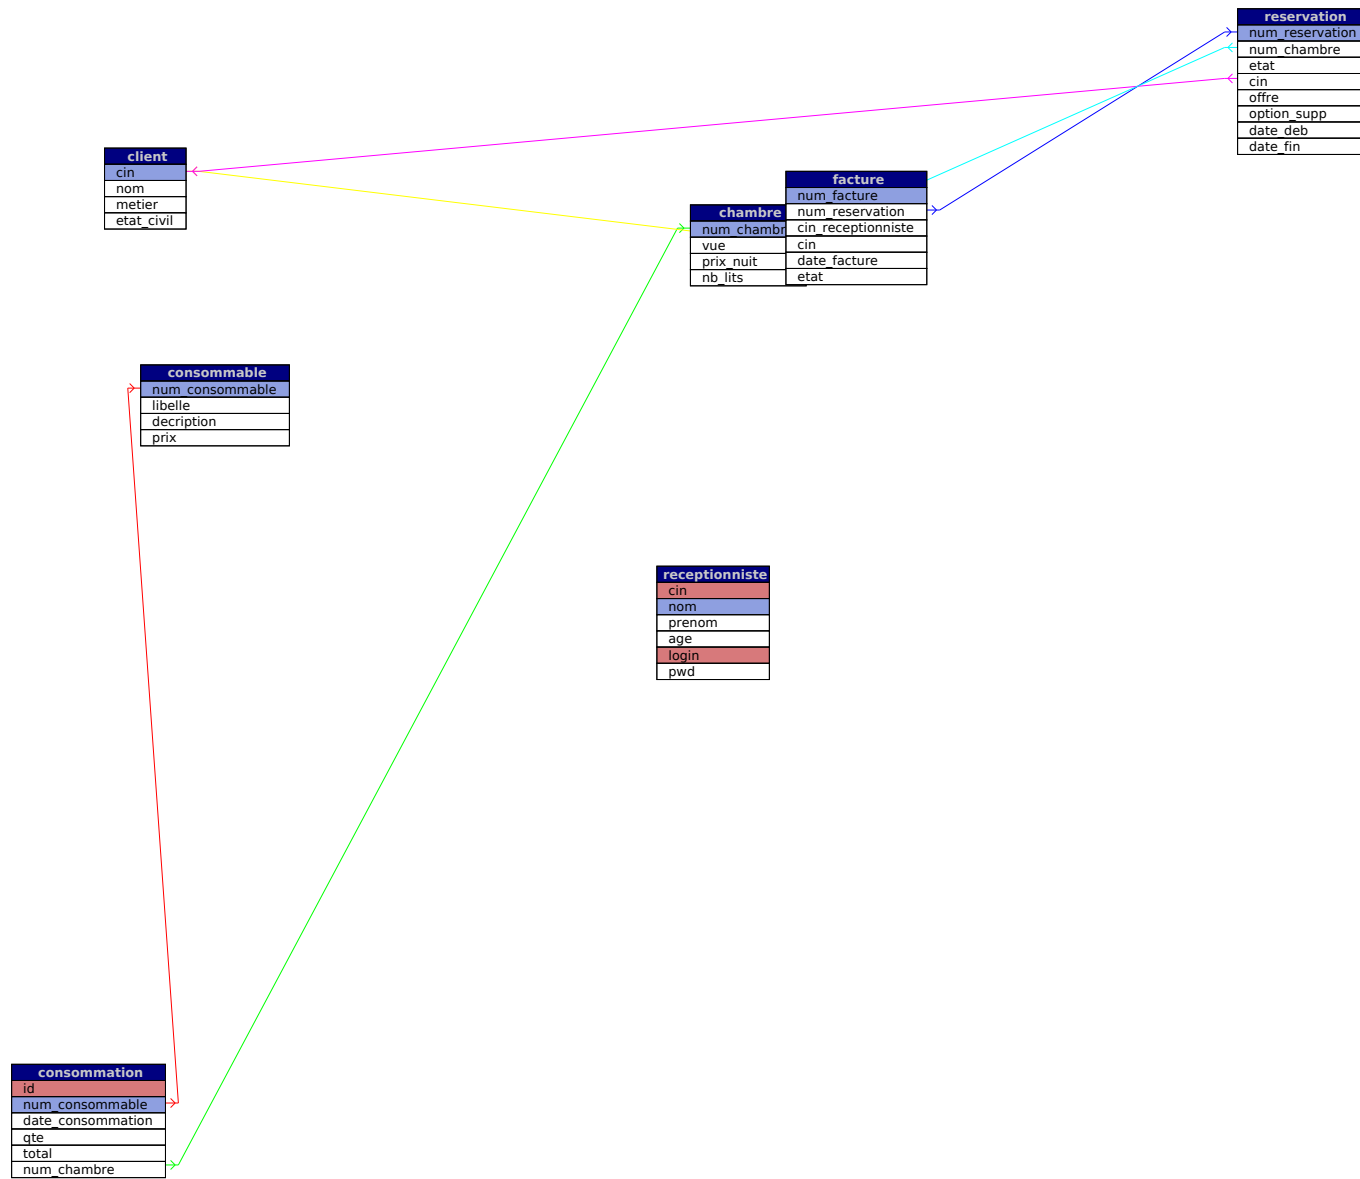 reservation
num_reservation
num_chambre
etat
cin
offre
option_supp
date_deb
date_fin
client
cin
nom
metier
etat_civil
facture
num_facture
num_reservation
cin_receptionniste
cin
date_facture
etat
chambre
num_chambr
vue
prix_nuit
nb_lits
consommable
num_consommable
libelle
decription
prix
receptionniste
cin
nom
prenom
age
login
pwd
consommation
id
num_consommable
date_consommation
qte
total
num_chambre